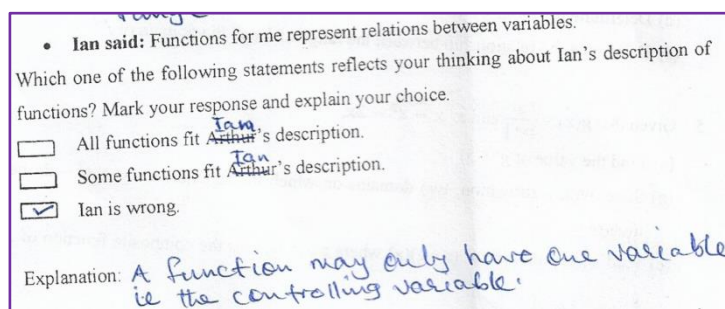 range
• Ian said: Functions for me represent relations between variables.
Which one of the following statements reflects your thinking about Ian's description of
functions? Mark your response and explain your choice.
All functions fit Arthur's description.
Ian
Some functions fit Arthur's description.
Ian
Ian is wrong.
Explanation: A function may only have one variable
ie the controlling variable.